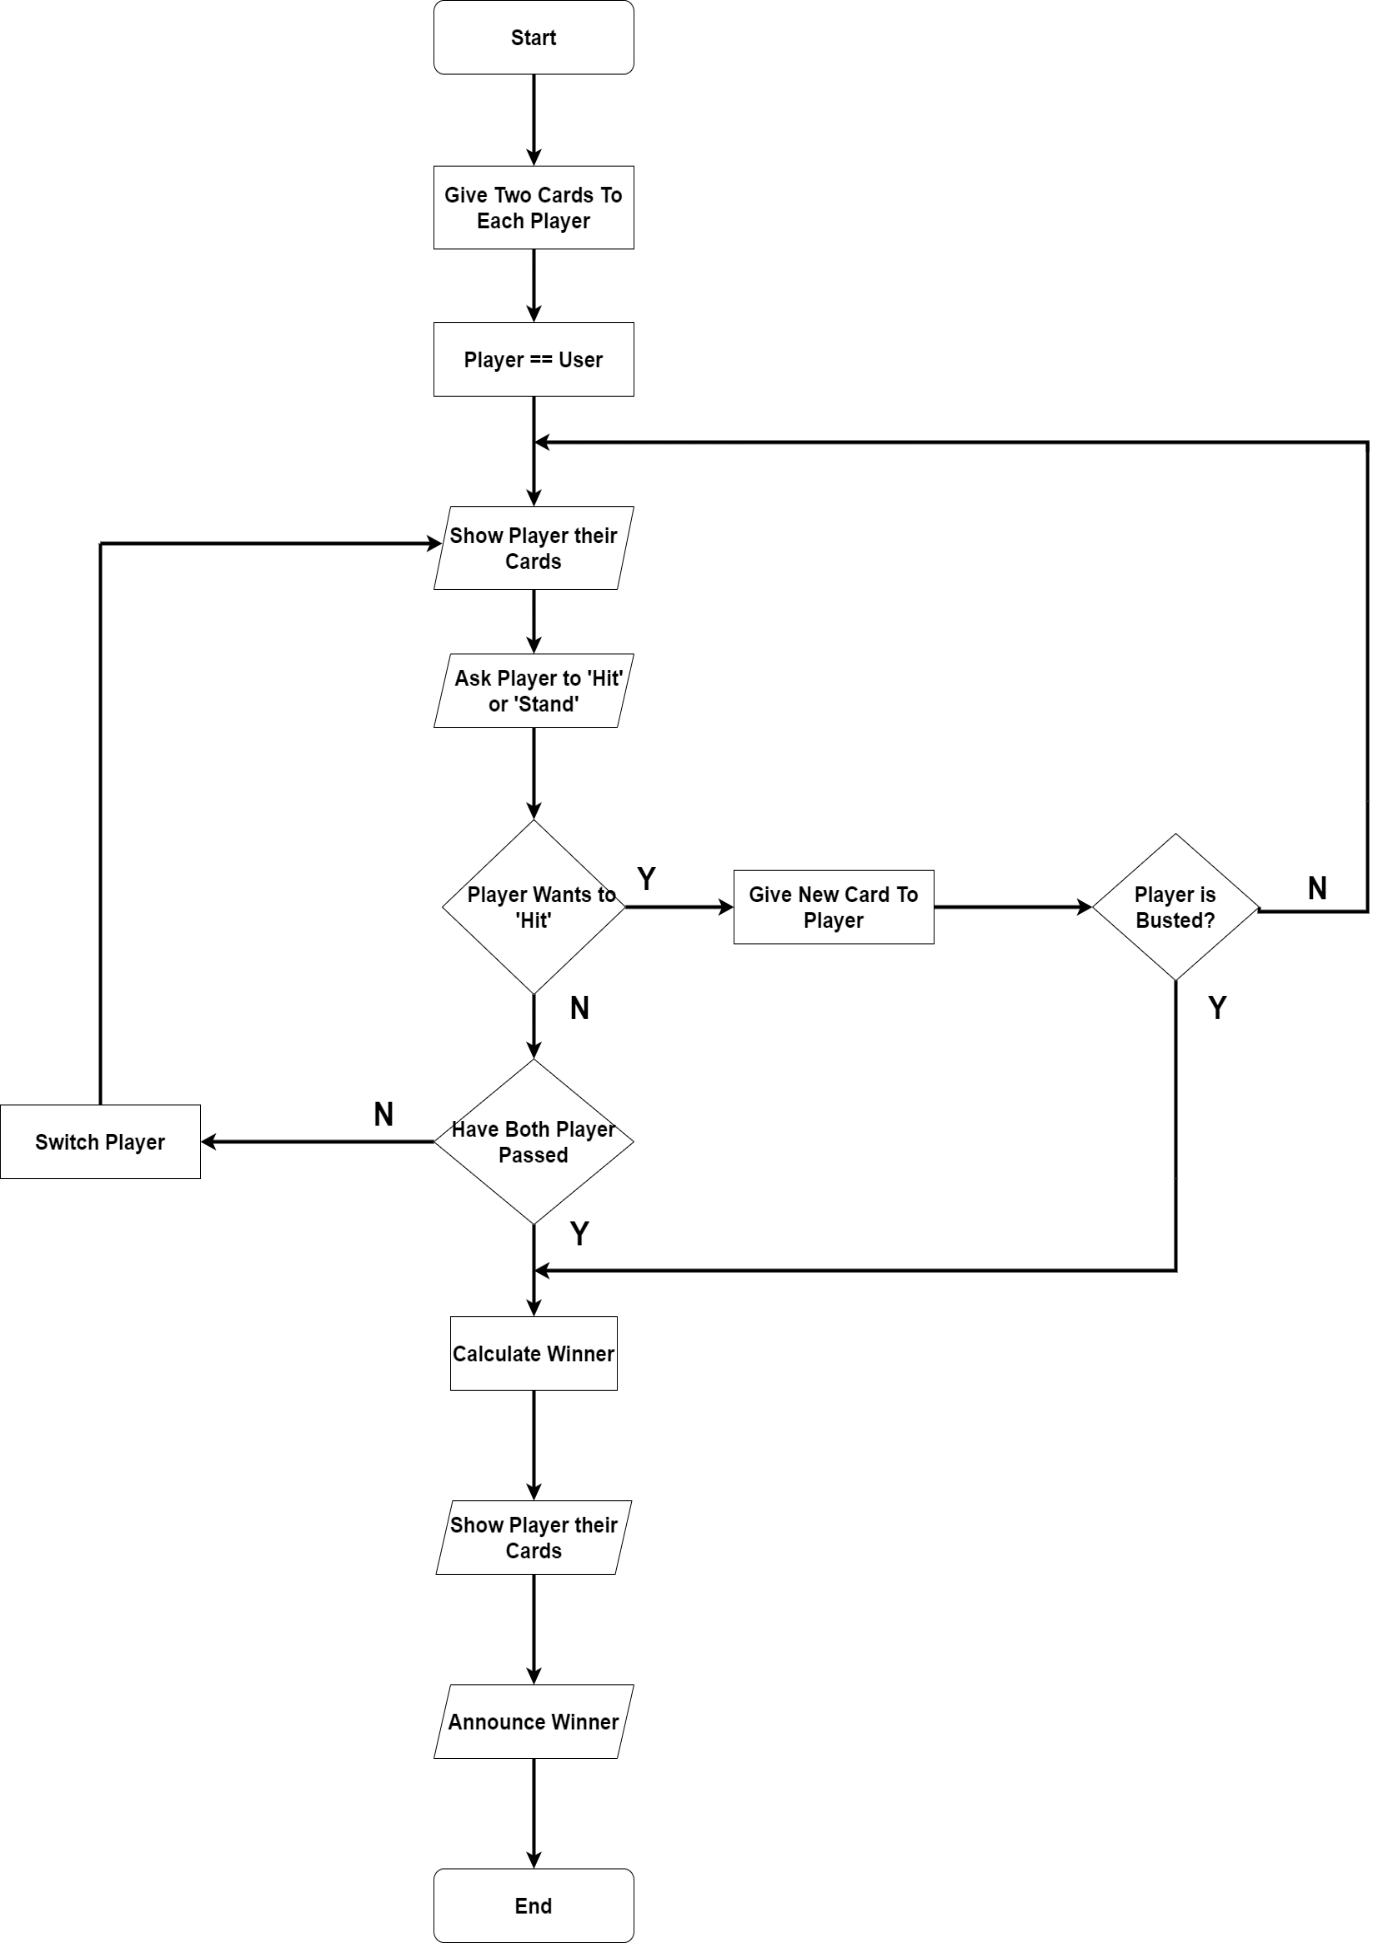 Start
Give Two Cards To
Each Player
Player == User
Show Player their
Cards
Ask Player to 'Hit'
or 'Stand'
Player Wants to
'Hit'
Y
Give New Card To
Player
Player is
Busted?
N
N
Y
Have Both Player
Passed
N
Switch Player
Y
Calculate Winner
Show Player their
Cards
Announce Winner
End